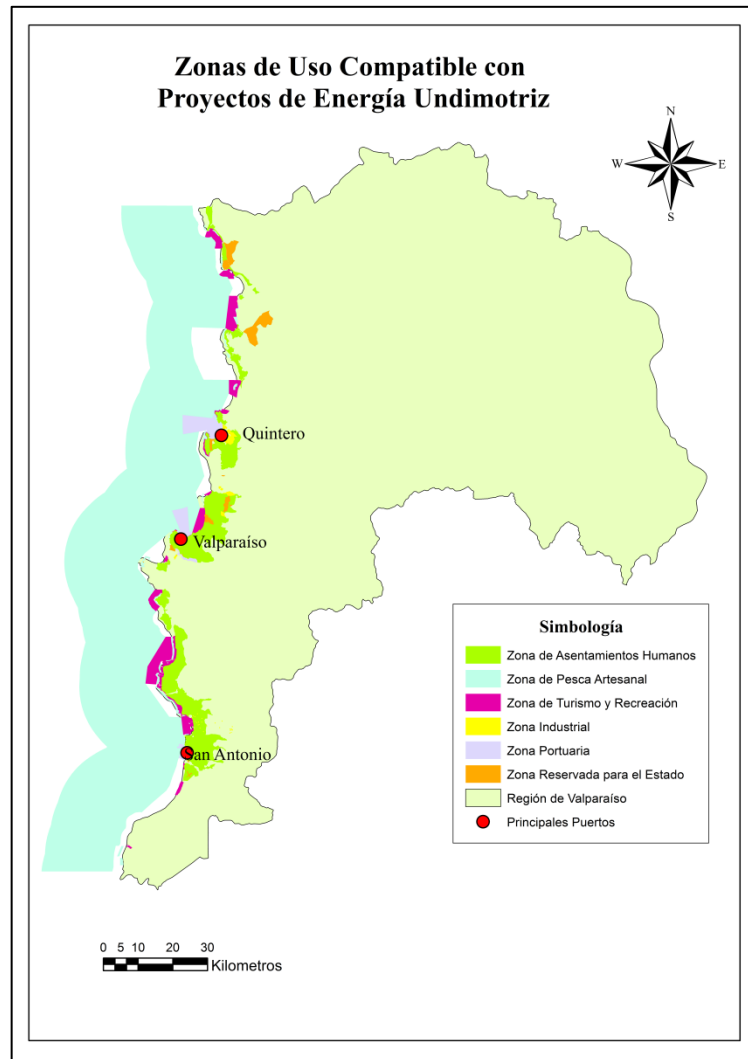 Zonas de Uso Compatible con
Proyectos de Energía Undimotriz
N
W
E
S
Quintero
Valparaíso
San Antonio
Simbología
Zona de Asentamientos Humanos
Zona de Pesca Artesanal
Zona de Turismo y Recreación
Zona Industrial
Zona Portuaria
Zona Reservada para el Estado
Región de Valparaíso
Principales Puertos
0 5 10 20 30
Kilometros